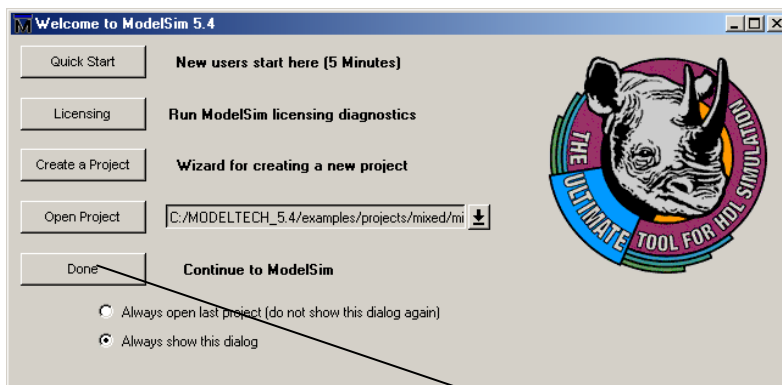 Welcome to ModelSim 5.4
Quick Start
New users start here (5 Minutes)
Licensing
Run ModelSim licensing diagnostics
Create a Project
Wizard for creating a new project
Open Project
C:/MODELTECH_5.4/examples/projects/mixed/mi
Done
Continue to ModelSim
Always open last project (do not show this dialog again)
Always show this dialog
THE
ULTIMATE
TOOL FOR HDL SIMULATION